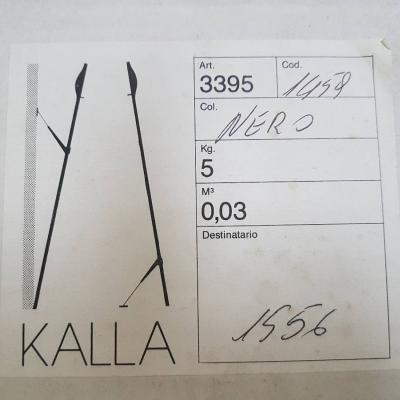 Art. Cod.
3395 1458
Col.
NERO
Kg.
5
M³
0,03
Destinatario
1556
KALLA